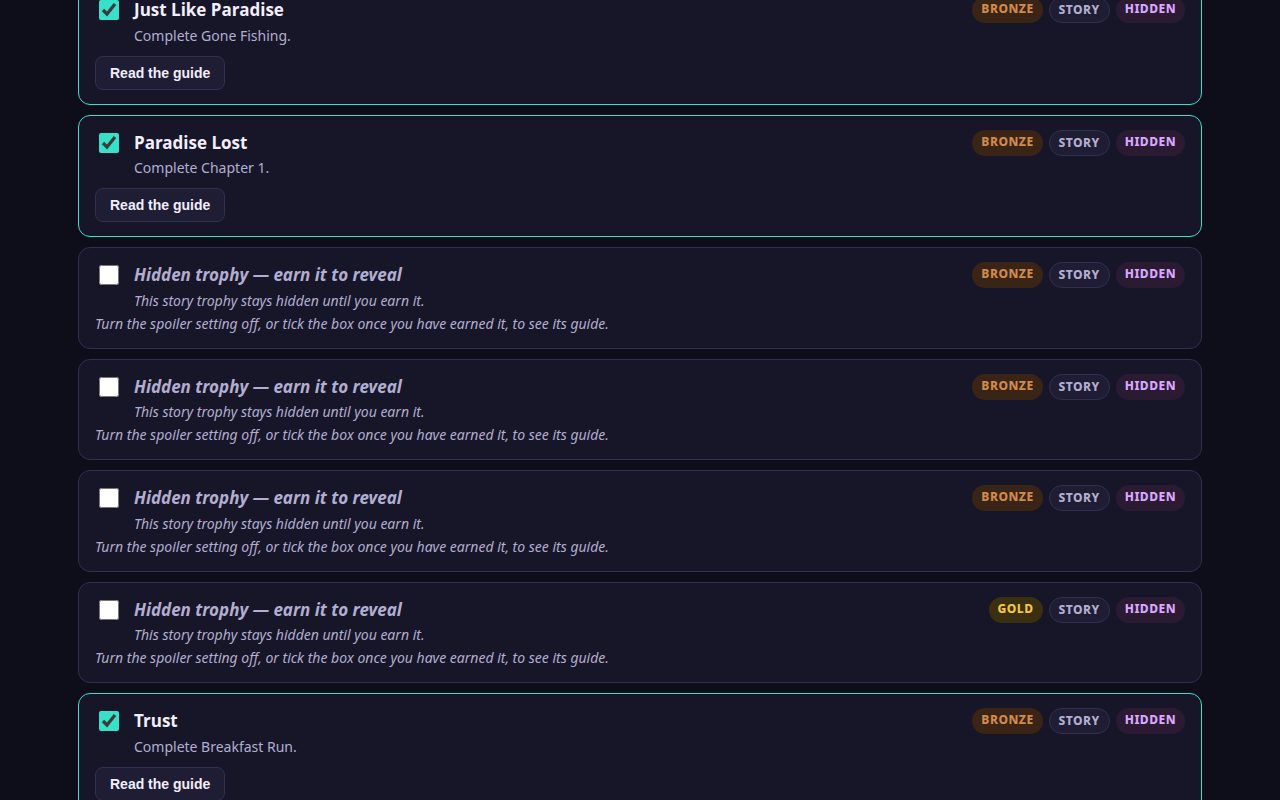 Just Like Paradise BRONZE STORY HIDDEN
Complete Gone Fishing.
Read the guide
Paradise Lost BRONZE STORY HIDDEN
Complete Chapter 1.
Read the guide
Hidden trophy — earn it to reveal BRONZE STORY HIDDEN
This story trophy stays hidden until you earn it.
Turn the spoiler setting off, or tick the box once you have earned it, to see its guide.
Hidden trophy — earn it to reveal BRONZE STORY HIDDEN
This story trophy stays hidden until you earn it.
Turn the spoiler setting off, or tick the box once you have earned it, to see its guide.
Hidden trophy — earn it to reveal BRONZE STORY HIDDEN
This story trophy stays hidden until you earn it.
Turn the spoiler setting off, or tick the box once you have earned it, to see its guide.
Hidden trophy — earn it to reveal GOLD STORY HIDDEN
This story trophy stays hidden until you earn it.
Turn the spoiler setting off, or tick the box once you have earned it, to see its guide.
Trust BRONZE STORY HIDDEN
Complete Breakfast Run.
Read the guide